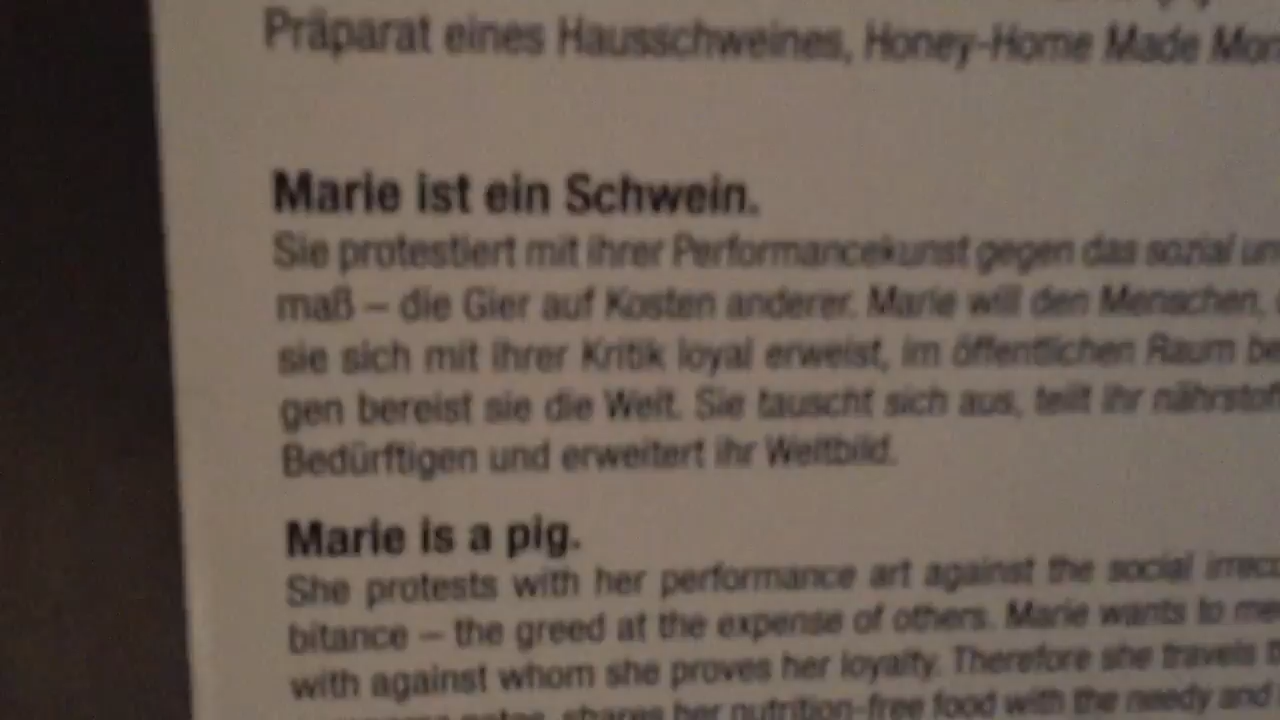 Präparat eines Hausschweines, Honey-Home Made
Marie ist ein Schwein.
Sie protestiert mit ihrer Performancekunst gegen das sozial
maß – die Gier auf Kosten anderer. Marie will den Menschen,
sie sich mit ihrer Kritik loyal erweist, im öffentlichen Raum
gen bereist sie die Welt. Sie tauscht sich aus, teilt ihr
Bedürftigen und erweitert ihr Weltbild.
Marie is a pig.
She protests with her performance art against the social
bitance – the greed at the expense of others. Marie wants to
with against whom she proves her loyalty. Therefore she travels
shares her nutrition-free food with the needy and